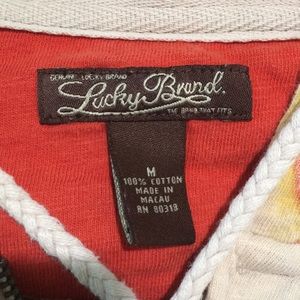 GENUINE LUCKY BRAND
Lucky Brand.
THE BRAND THAT FITS
M
100% COTTON
MADE IN
MACAU
RN 80318